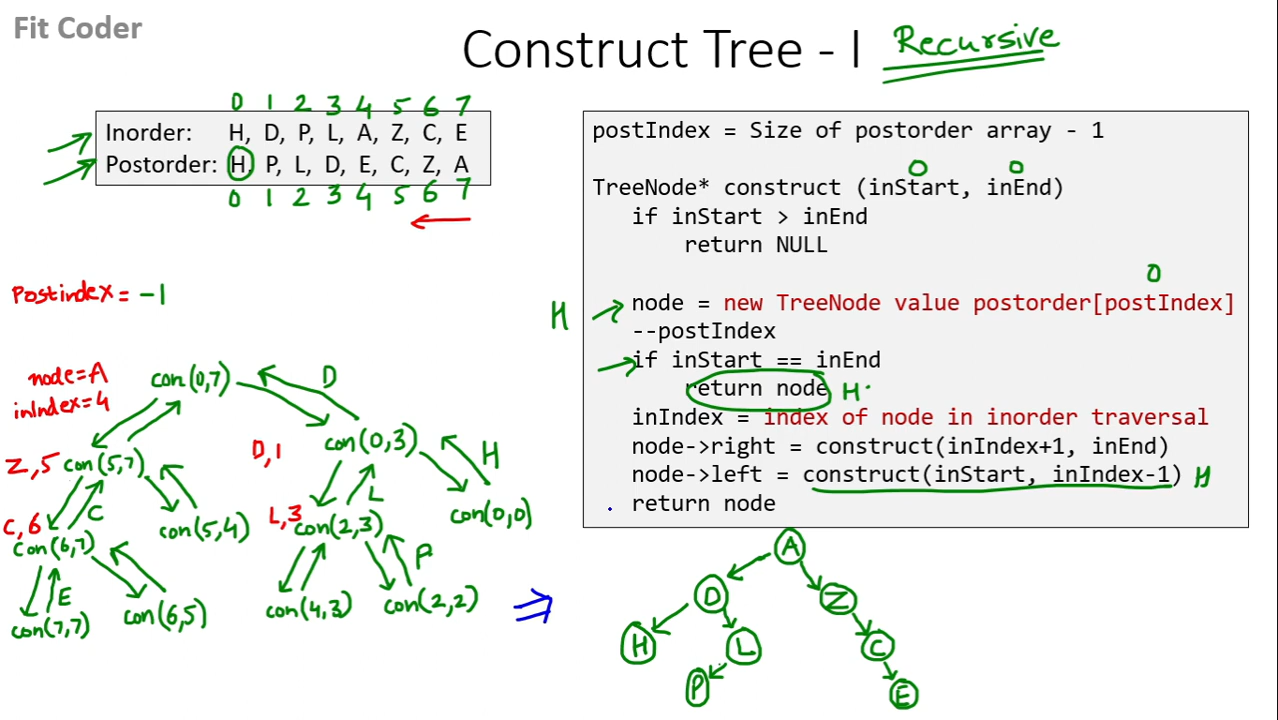 Fit Coder
Construct Tree - I Recursive
0 1 2 3 4 5 6 7
Inorder: H, D, P, L, A, Z, C, E
Postorder: H, P, L, D, E, C, Z, A
0 1 2 3 4 5 6 7
Postindex = -1
postIndex = Size of postorder array - 1
0 0
TreeNode* construct (inStart, inEnd)
if inStart > inEnd
return NULL
0
H node = new TreeNode value postorder[postIndex]
--postIndex
if inStart == inEnd
return node H
inIndex = index of node in inorder traversal
node->right = construct(inIndex+1, inEnd)
node->left = construct(inStart, inIndex-1) H
return node
node=A
inIndex=4
con(0,7) D
Z,5 con(5,7) D,1 con(0,3) H
C con(5,4) L con(0,0)
C,6 con(6,7) L,3 con(2,3) P
E con(6,5) con(4,3) con(2,2)
con(7,7)
A
D Z
H L C
P E